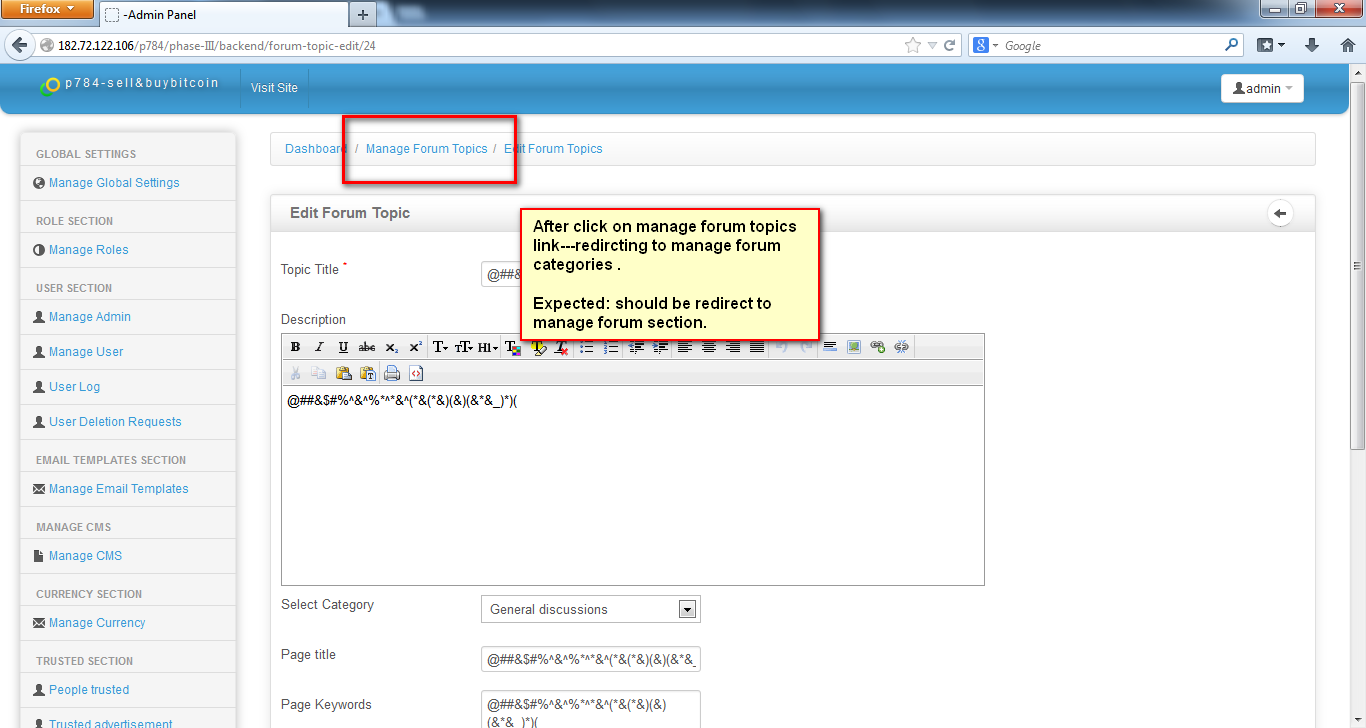 Firefox
-Admin Panel
182.72.122.106/p784/phase-III/backend/forum-topic-edit/24
Google
p784-sell&buybitcoin
Visit Site
admin
GLOBAL SETTINGS
Manage Global Settings
ROLE SECTION
Manage Roles
USER SECTION
Manage Admin
Manage User
User Log
User Deletion Requests
EMAIL TEMPLATES SECTION
Manage Email Templates
MANAGE CMS
Manage CMS
CURRENCY SECTION
Manage Currency
TRUSTED SECTION
People trusted
Trusted advertisement
Dashboard / Manage Forum Topics / Edit Forum Topics
Edit Forum Topic
After click on manage forum topics
link---redircting to manage forum
categories .
Expected: should be redirect to
manage forum section.
Topic Title *
@##&
Description
@##&$#%^&^%*^*&^(*&(*&)(&)(&*&_)*)(
Select Category
General discussions
Page title
@##&$#%^&^%*^*&^(*&(*&)(&)(&*&_
Page Keywords
@##&$#%^&^%*^*&^(*&(*&)(&)
(&*&_)*)(